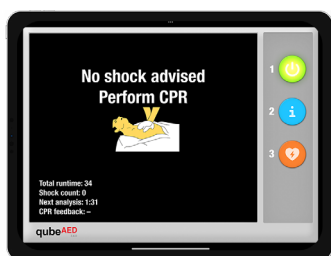 No shock advised
Perform CPR
Total runtime: 34
Shock count: 0
Next analysis: 1:31
CPR feedback: –
qubeAED
1
2
i
3